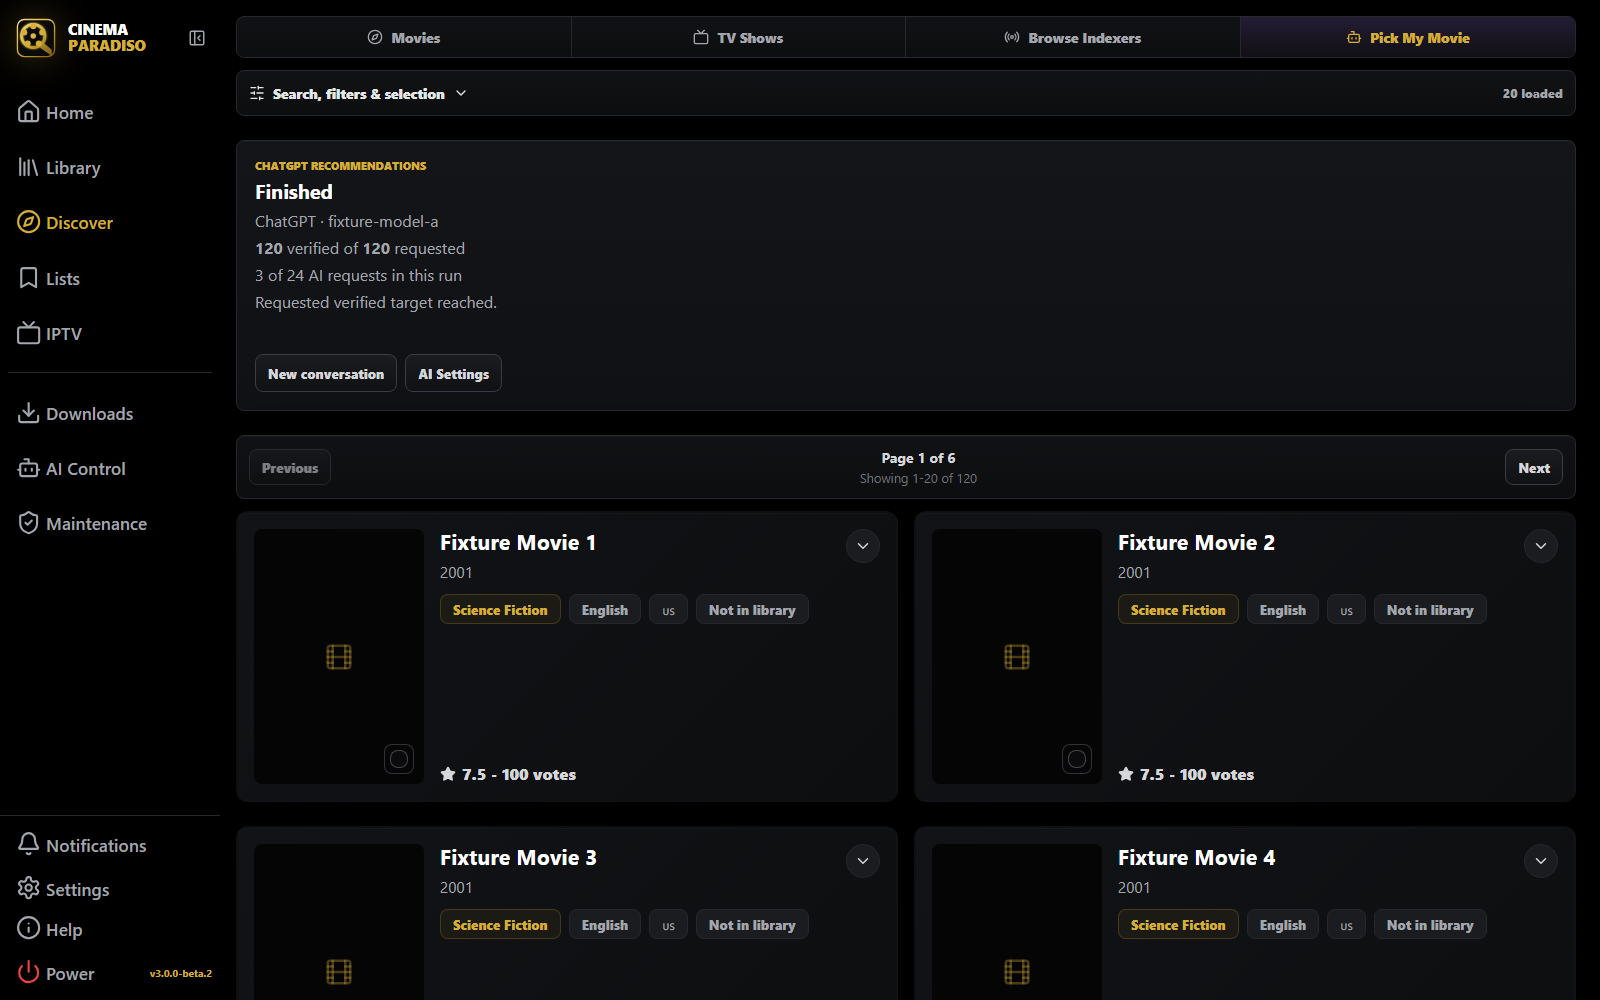 CINEMA
PARADISO
Home
Library
Discover
Lists
IPTV
Downloads
AI Control
Maintenance
Notifications
Settings
Help
Power
v3.0.0-beta.2
Movies
TV Shows
Browse Indexers
Pick My Movie
Search, filters & selection
20 loaded
CHATGPT RECOMMENDATIONS
Finished
ChatGPT · fixture-model-a
120 verified of 120 requested
3 of 24 AI requests in this run
Requested verified target reached.
New conversation
AI Settings
Previous
Page 1 of 6
Showing 1-20 of 120
Next
Fixture Movie 1
2001
Science Fiction
English
us
Not in library
7.5 - 100 votes
Fixture Movie 2
2001
Science Fiction
English
us
Not in library
7.5 - 100 votes
Fixture Movie 3
2001
Science Fiction
English
us
Not in library
Fixture Movie 4
2001
Science Fiction
English
us
Not in library